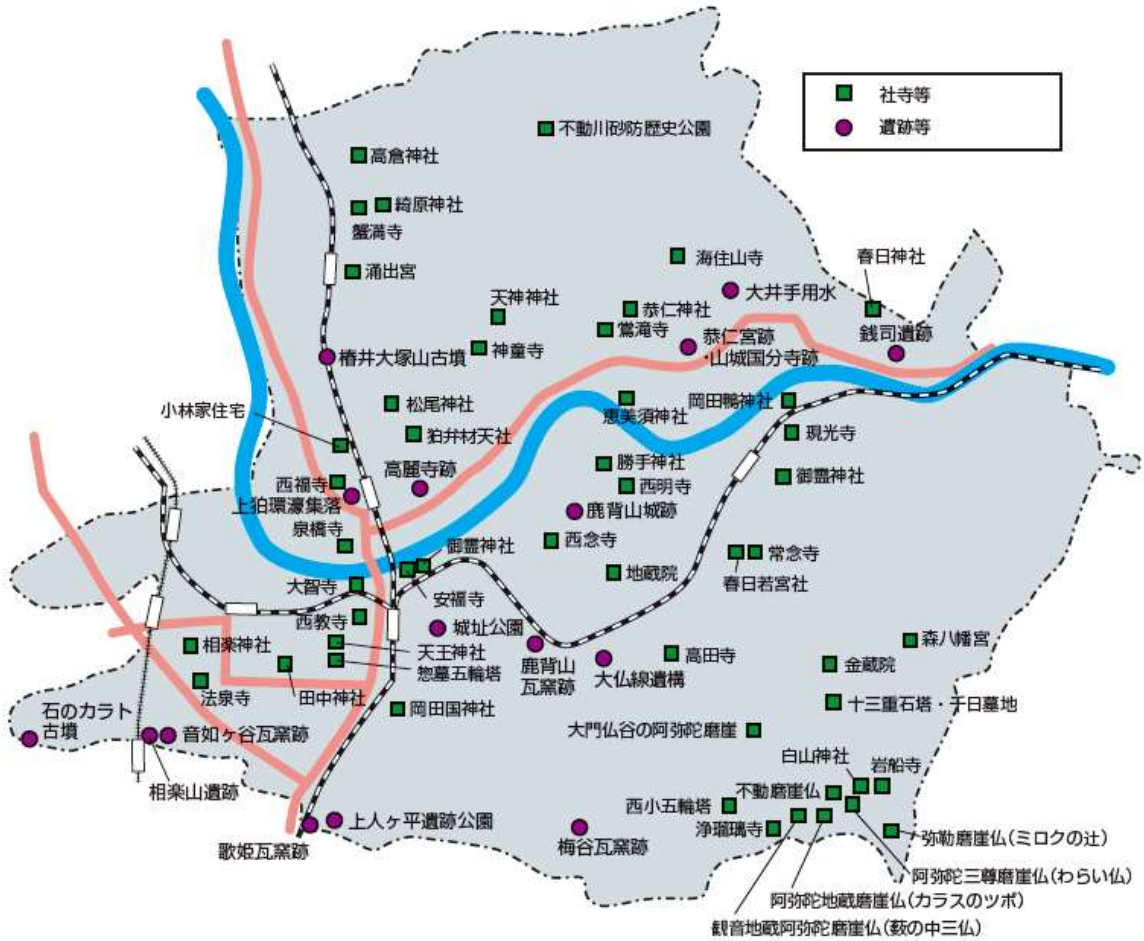 社寺等
遺跡等
不動川砂防歴史公園
高倉神社
綺原神社
蟹満寺
涌出宮
海住山寺
春日神社
大井手用水
天神神社
恭仁神社
鶯滝寺
銭司遺跡
恭仁宮跡
・山城国分寺跡
神童寺
椿井大塚山古墳
松尾神社
小林家住宅
岡田鴨神社
恵美須神社
狛弁材天社
現光寺
高麗寺跡
勝手神社
御霊神社
西福寺
西明寺
上狛環濠集落
鹿背山城跡
泉橋寺
西念寺
御霊神社
常念寺
大智寺
地蔵院
春日若宮社
安福寺
西教寺
城址公園
森八幡宮
相楽神社
天王神社
鹿背山
瓦窯跡
高田寺
大仏線遺構
金蔵院
惣墓五輪塔
田中神社
法泉寺
十三重石塔・千日墓地
石のカラト
古墳
岡田国神社
音如ヶ谷瓦窯跡
大門仏谷の阿弥陀磨崖
白山神社
岩船寺
相楽山遺跡
不動磨崖仏
西小五輪塔
上人ヶ平遺跡公園
浄瑠璃寺
弥勒磨崖仏(ミロクの辻)
歌姫瓦窯跡
梅谷瓦窯跡
阿弥陀三尊磨崖仏(わらい仏)
阿弥陀地蔵磨崖仏(カラスのツボ)
観音地蔵阿弥陀磨崖仏(藪の中三仏)